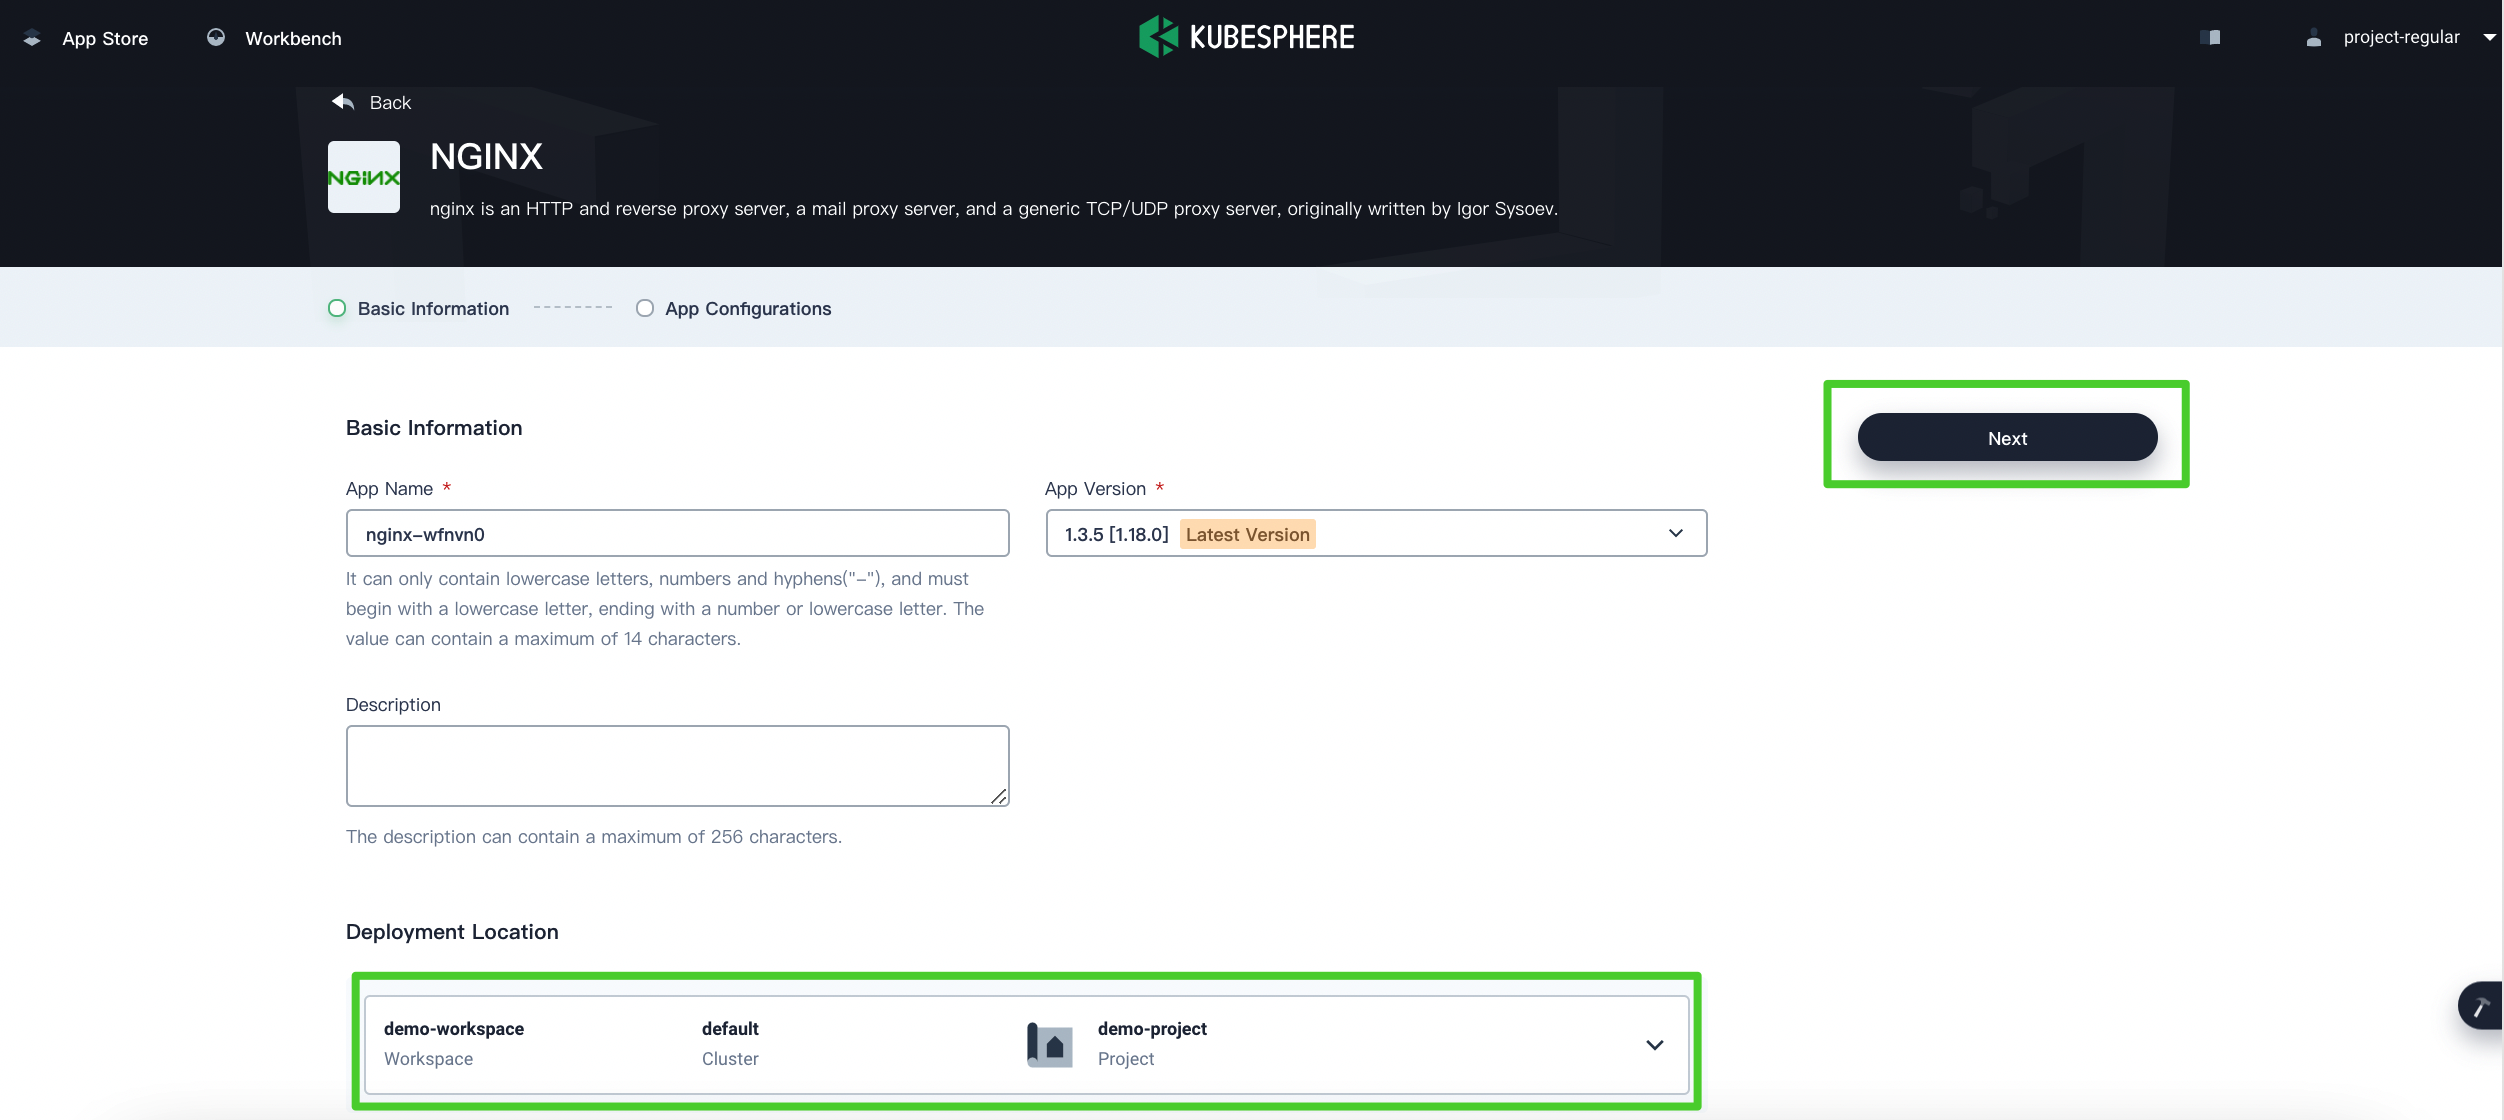 App Store
Workbench
KUBESPHERE
project-regular
Back
NGINX
NGINX
nginx is an HTTP and reverse proxy server, a mail proxy server, and a generic TCP/UDP proxy server, originally written by Igor Sysoev.
Basic Information
App Configurations
Basic Information
Next
App Name *
App Version *
nginx-wfnvn0
1.3.5 [1.18.0] Latest Version
It can only contain lowercase letters, numbers and hyphens("-"), and must
begin with a lowercase letter, ending with a number or lowercase letter. The
value can contain a maximum of 14 characters.
Description
The description can contain a maximum of 256 characters.
Deployment Location
demo-workspace
Workspace
default
Cluster
demo-project
Project